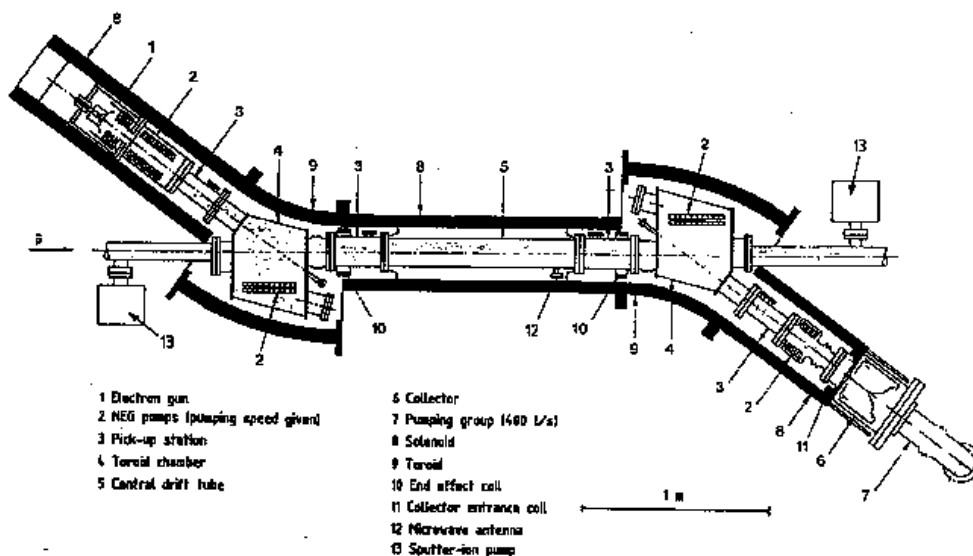 8
1
2
3
4
9
3
8
5
3
2
13
p̅
13
2
10
12
10
9
4
3
2
8
11
6
7
1 Electron gun
2 NEG pumps (pumping speed given)
3 Pick-up station
4 Toroid chamber
5 Central drift tube
6 Collector
7 Pumping group (400 l/s)
8 Solenoid
9 Toroid
10 End effect coil
11 Collector entrance coil
12 Microwave antenna
13 Sputter-ion pump
1 m